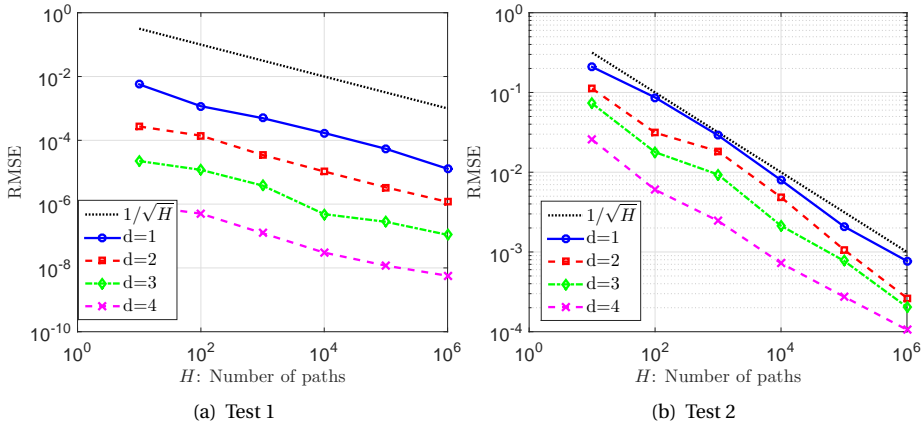 10^0
10^-2
10^-4
10^-6
10^-8
10^-10
RMSE
1/√H
d=1
d=2
d=3
d=4
10^0
10^2
10^4
10^6
H: Number of paths
(a) Test 1
10^0
10^-1
10^-2
10^-3
10^-4
RMSE
1/√H
d=1
d=2
d=3
d=4
10^0
10^2
10^4
10^6
H: Number of paths
(b) Test 2